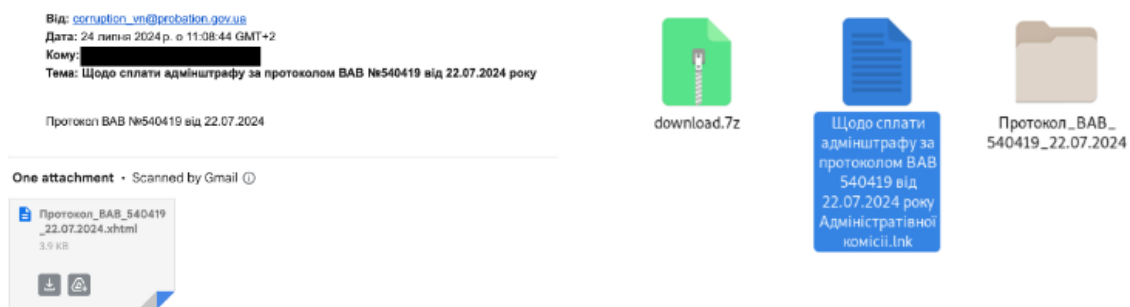 Від: corruption_vn@probation.gov.ua
Дата: 24 липня 2024 р. о 11:08:44 GMT+2
Кому:
Тема: Щодо сплати адмінштрафу за протоколом ВАВ №540419 від 22.07.2024 року
Протокол ВАВ №540419 від 22.07.2024
One attachment • Scanned by Gmail
Протокол_ВАВ_540419
_22.07.2024.xhtml
3.9 KB
download.7z
Щодо сплати
адмінштрафу за
протоколом ВАВ
540419 від
22.07.2024 року
Адміністратівної
комісії.lnk
Протокол_ВАВ_
540419_22.07.2024